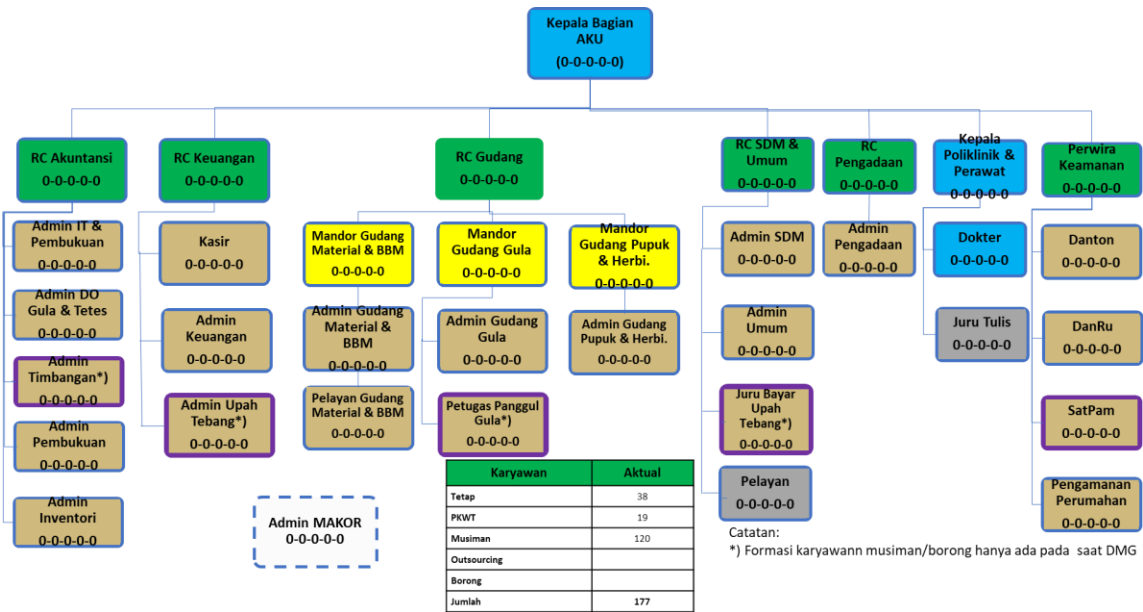 Kepala Bagian
AKU
(0-0-0-0-0)
RC Akuntansi
0-0-0-0-0
RC Keuangan
0-0-0-0-0
RC Gudang
0-0-0-0-0
RC SDM &
Umum
0-0-0-0-0
RC
Pengadaan
0-0-0-0-0
Kepala
Poliklinik &
Perawat
0-0-0-0-0
Perwira
Keamanan
0-0-0-0-0
Admin IT &
Pembukuan
0-0-0-0-0
Admin DO
Gula & Tetes
0-0-0-0-0
Admin
Timbangan*)
0-0-0-0-0
Admin
Pembukuan
0-0-0-0-0
Admin
Inventori
0-0-0-0-0
Kasir
0-0-0-0-0
Admin
Keuangan
0-0-0-0-0
Admin Upah
Tebang*)
0-0-0-0-0
Mandor Gudang
Material & BBM
0-0-0-0-0
Admin Gudang
Material &
BBM
0-0-0-0-0
Pelayan Gudang
Material & BBM
0-0-0-0-0
Mandor
Gudang Gula
0-0-0-0-0
Admin Gudang
Gula
0-0-0-0-0
Petugas Panggul
Gula*)
0-0-0-0-0
Mandor
Gudang Pupuk
& Herbi.
0-0-0-0-0
Admin Gudang
Pupuk & Herbi.
0-0-0-0-0
Admin SDM
0-0-0-0-0
Admin
Umum
0-0-0-0-0
Juru Bayar
Upah
Tebang*)
0-0-0-0-0
Pelayan
0-0-0-0-0
Admin
Pengadaan
0-0-0-0-0
Dokter
0-0-0-0-0
Juru Tulis
0-0-0-0-0
Danton
0-0-0-0-0
DanRu
0-0-0-0-0
SatPam
0-0-0-0-0
Pengamanan
Perumahan
0-0-0-0-0
Admin MAKOR
0-0-0-0-0
Karyawan Aktual
Tetap 38
PKWT 19
Musiman 120
Outsourcing
Borong
Jumlah 177
Catatan:
*) Formasi karyawann musiman/borong hanya ada pada saat DMG